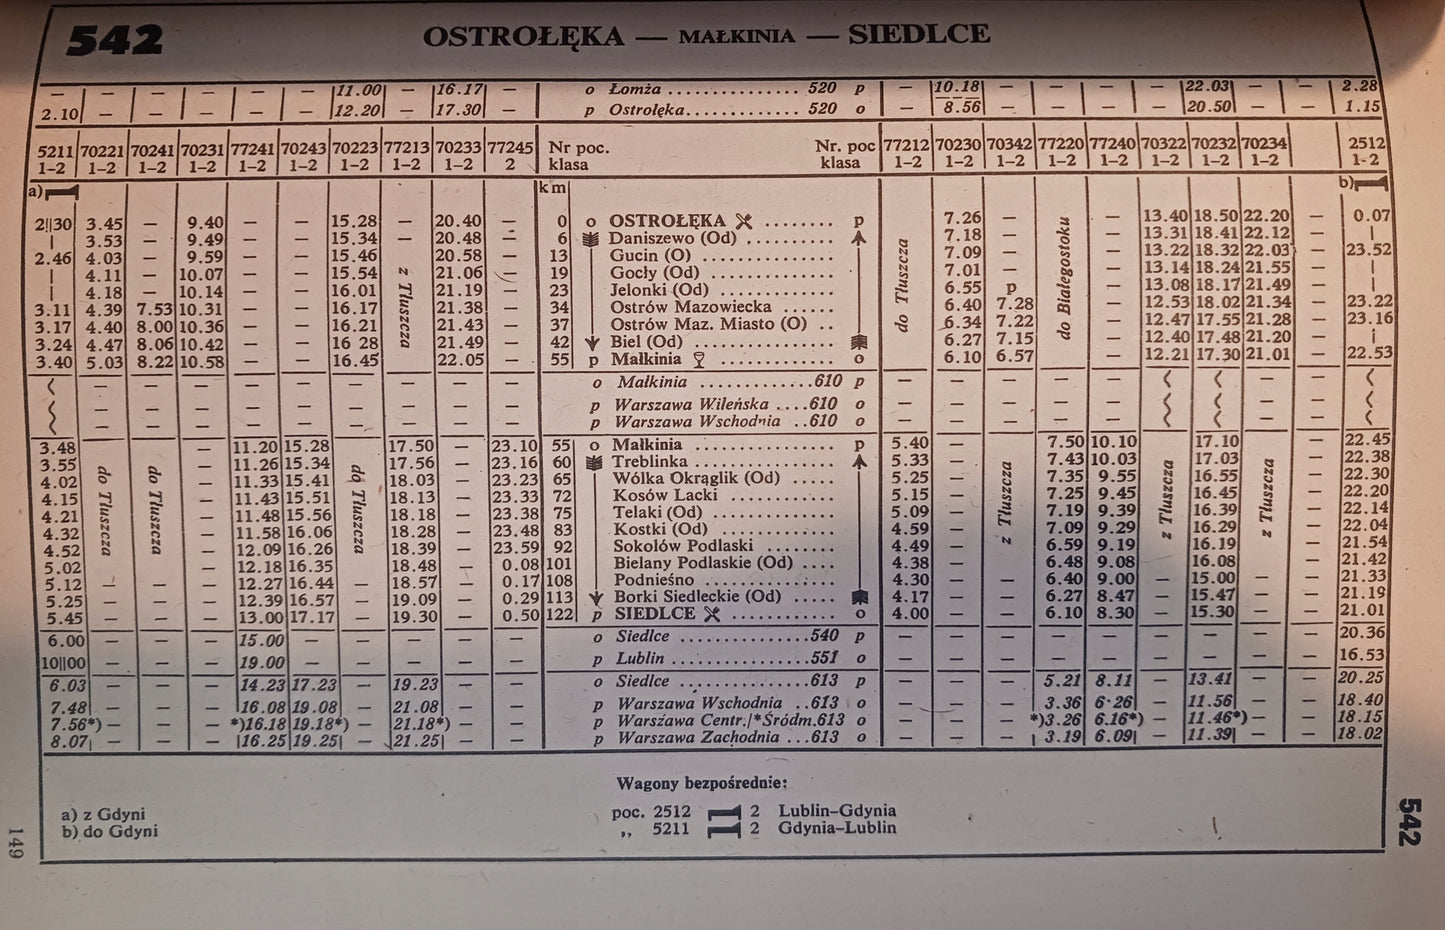 542 OSTROŁĘKA — MAŁKINIA — SIEDLCE
— — — — — — 11.00 — 16.17 — o Łomża 520 p — 10.18 — — — — 22.03 — — 2.28
2.10 — — — — — 12.20 — 17.30 — p Ostrołęka 520 o — 8.56 — — — — 20.50 — — 1.15
5211 70221 70241 70231 77241 70243 70223 77213 70233 77245 Nr poc. Nr. poc 77212 70230 70342 77220 77240 70322 70232 70234 2512
1-2 1-2 1-2 1-2 1-2 1-2 1-2 1-2 1-2 2 klasa klasa 1-2 1-2 1-2 1-2 1-2 1-2 1-2 1-2 1-2
a) km b)
2||30 3.45 — 9.40 — — 15.28 — 20.40 — 0 o OSTROŁĘKA p 7.26 — 13.40 18.50 22.20 — 0.07
| 3.53 — 9.49 — — 15.34 — 20.48 — 6 Daniszewo (Od) 7.18 — 13.31 18.41 22.12 — |
2.46 4.03 — 9.59 — — 15.46 20.58 — 13 Gucin (O) 7.09 — 13.22 18.32 22.03 — 23.52
| 4.11 — 10.07 — — 15.54 21.06 — 19 Gocły (Od) 7.01 — 13.14 18.24 21.55 — |
| 4.18 — 10.14 — — 16.01 21.19 — 23 Jelonki (Od) 6.55 p 13.08 18.17 21.49 — |
3.11 4.39 7.53 10.31 — — 16.17 21.38 — 34 Ostrów Mazowiecka 6.40 7.28 12.53 18.02 21.34 — 23.22
3.17 4.40 8.00 10.36 — — 16.21 21.43 — 37 Ostrów Maz. Miasto (O) 6.34 7.22 12.47 17.55 21.28 — 23.16
3.24 4.47 8.06 10.42 — — 16 28 21.49 — 42 Biel (Od) 6.27 7.15 12.40 17.48 21.20 — |
3.40 5.03 8.22 10.58 — — 16.45 22.05 — 55 p Małkinia o 6.10 6.57 12.21 17.30 21.01 — 22.53
z Tłuszcza
do Tłuszcza
do Białegostoku
— — — — — — — — — o Małkinia 610 p — — — — — — — —
— — — — — — — — — p Warszawa Wileńska 610 o — — — — — — — —
— — — — — — — — — p Warszawa Wschodnia 610 o — — — — — — — —
3.48 11.20 15.28 17.50 — 23.10 55 o Małkinia p 5.40 — 7.50 10.10 17.10 — 22.45
3.55 — 11.26 15.34 17.56 — 23.16 60 Treblinka 5.33 — 7.43 10.03 17.03 — 22.38
4.02 — 11.33 15.41 18.03 — 23.23 65 Wólka Okrąglik (Od) 5.25 — 7.35 9.55 16.55 — 22.30
4.15 — 11.43 15.51 18.13 — 23.33 72 Kosów Lacki 5.15 — 7.25 9.45 16.45 — 22.20
4.21 — 11.48 15.56 18.18 — 23.38 75 Telaki (Od) 5.09 — 7.19 9.39 16.39 — 22.14
4.32 — 11.58 16.06 18.28 — 23.48 83 Kostki (Od) 4.59 — 7.09 9.29 16.29 — 22.04
4.52 — 12.09 16.26 18.39 — 23.59 92 Sokołów Podlaski 4.49 — 6.59 9.19 16.19 — 21.54
5.02 — 12.18 16.35 18.48 — 0.08 101 Bielany Podlaskie (Od) 4.38 — 6.48 9.08 16.08 — 21.42
5.12 — — — 12.27 16.44 — 18.57 — 0.17 108 Podnieśno 4.30 — — 6.40 9.00 — 15.00 — — 21.33
5.25 — — — 12.39 16.57 — 19.09 — 0.29 113 Borki Siedleckie (Od) 4.17 — — 6.27 8.47 — 15.47 — — 21.19
5.45 — — — 13.00 17.17 — 19.30 — 0.50 122 p SIEDLCE o 4.00 — — 6.10 8.30 — 15.30 — — 21.01
do Tłuszcza
do Tłuszcza
do Tłuszcza
z Tłuszcza
z Tłuszcza
z Tłuszcza
6.00 — — — 15.00 — — — — — o Siedlce 540 p — — — — — — — — — 20.36
10||00 — — — 19.00 — — — — — p Lublin 551 o — — — — — — — — — 16.53
6.03 — — — 14.23 17.23 — 19.23 — — o Siedlce 613 p — — — 5.21 8.11 — 13.41 — — 20.25
7.48 — — — 16.08 19.08 — 21.08 — — p Warszawa Wschodnia 613 o — — — 3.36 6·26 — 11.56 — — 18.40
7.56*) — — — *)16.18 19.18*) — 21.18*) — — p Warszawa Centr./*Śródm.613 o — — — *)3.26 6.16*) — 11.46*) — — 18.15
8.07 — — — 16.25 19.25 — 21.25 — — p Warszawa Zachodnia 613 o — — — 3.19 6.09 — 11.39 — — 18.02
Wagony bezpośrednie:
a) z Gdyni poc. 2512 2 Lublin-Gdynia
b) do Gdyni „ 5211 2 Gdynia-Lublin
149
542